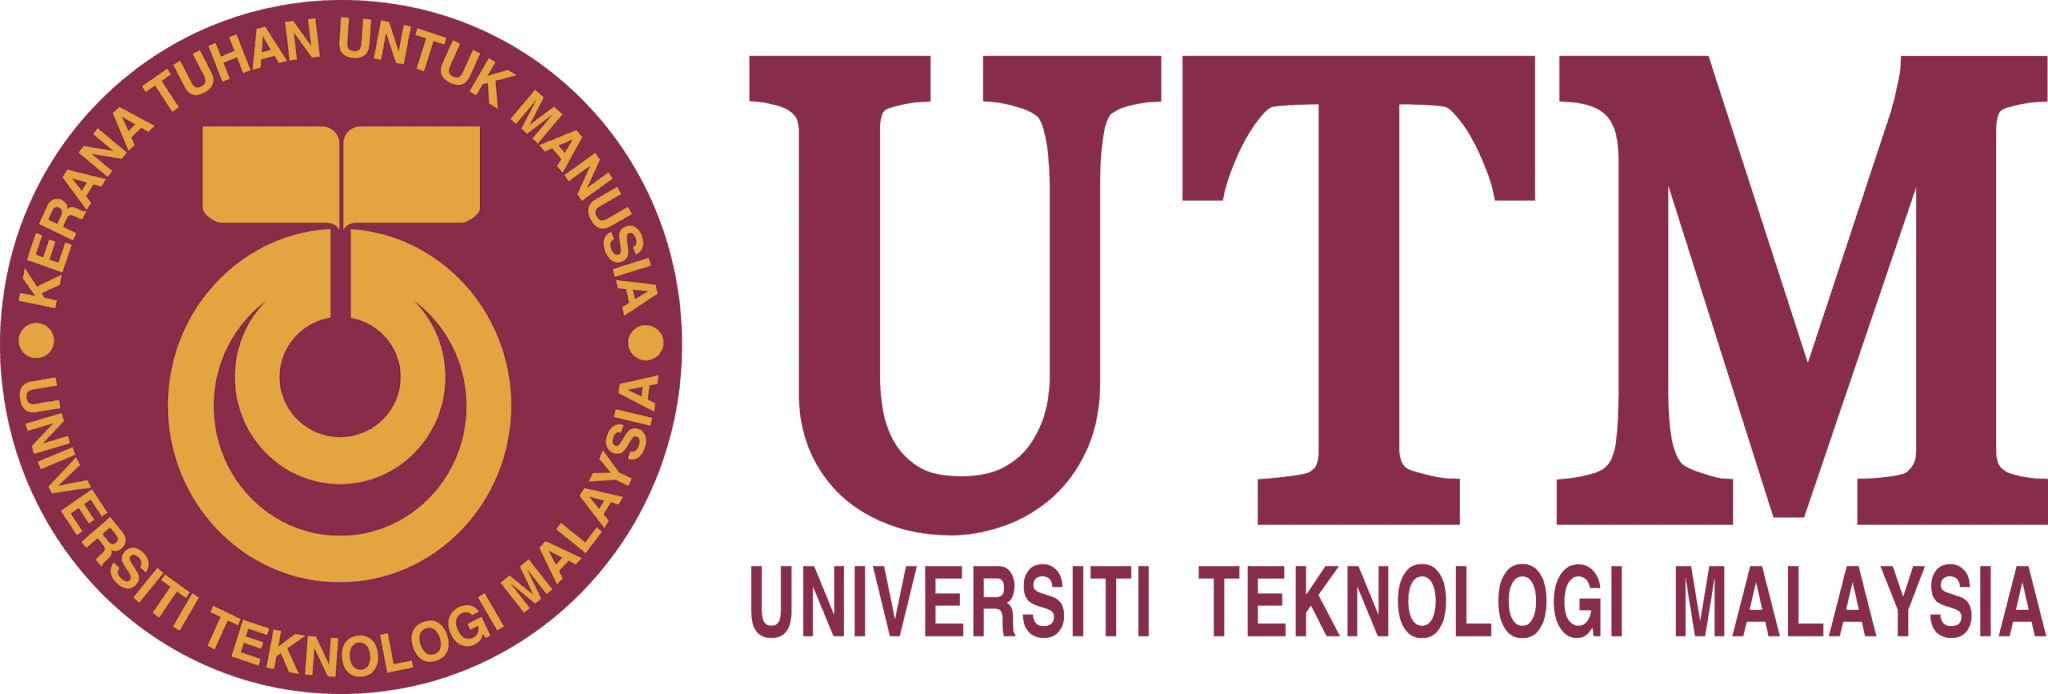 KERANA TUHAN UNTUK MANUSIA
UNIVERSITI TEKNOLOGI MALAYSIA
UTM
UNIVERSITI TEKNOLOGI MALAYSIA